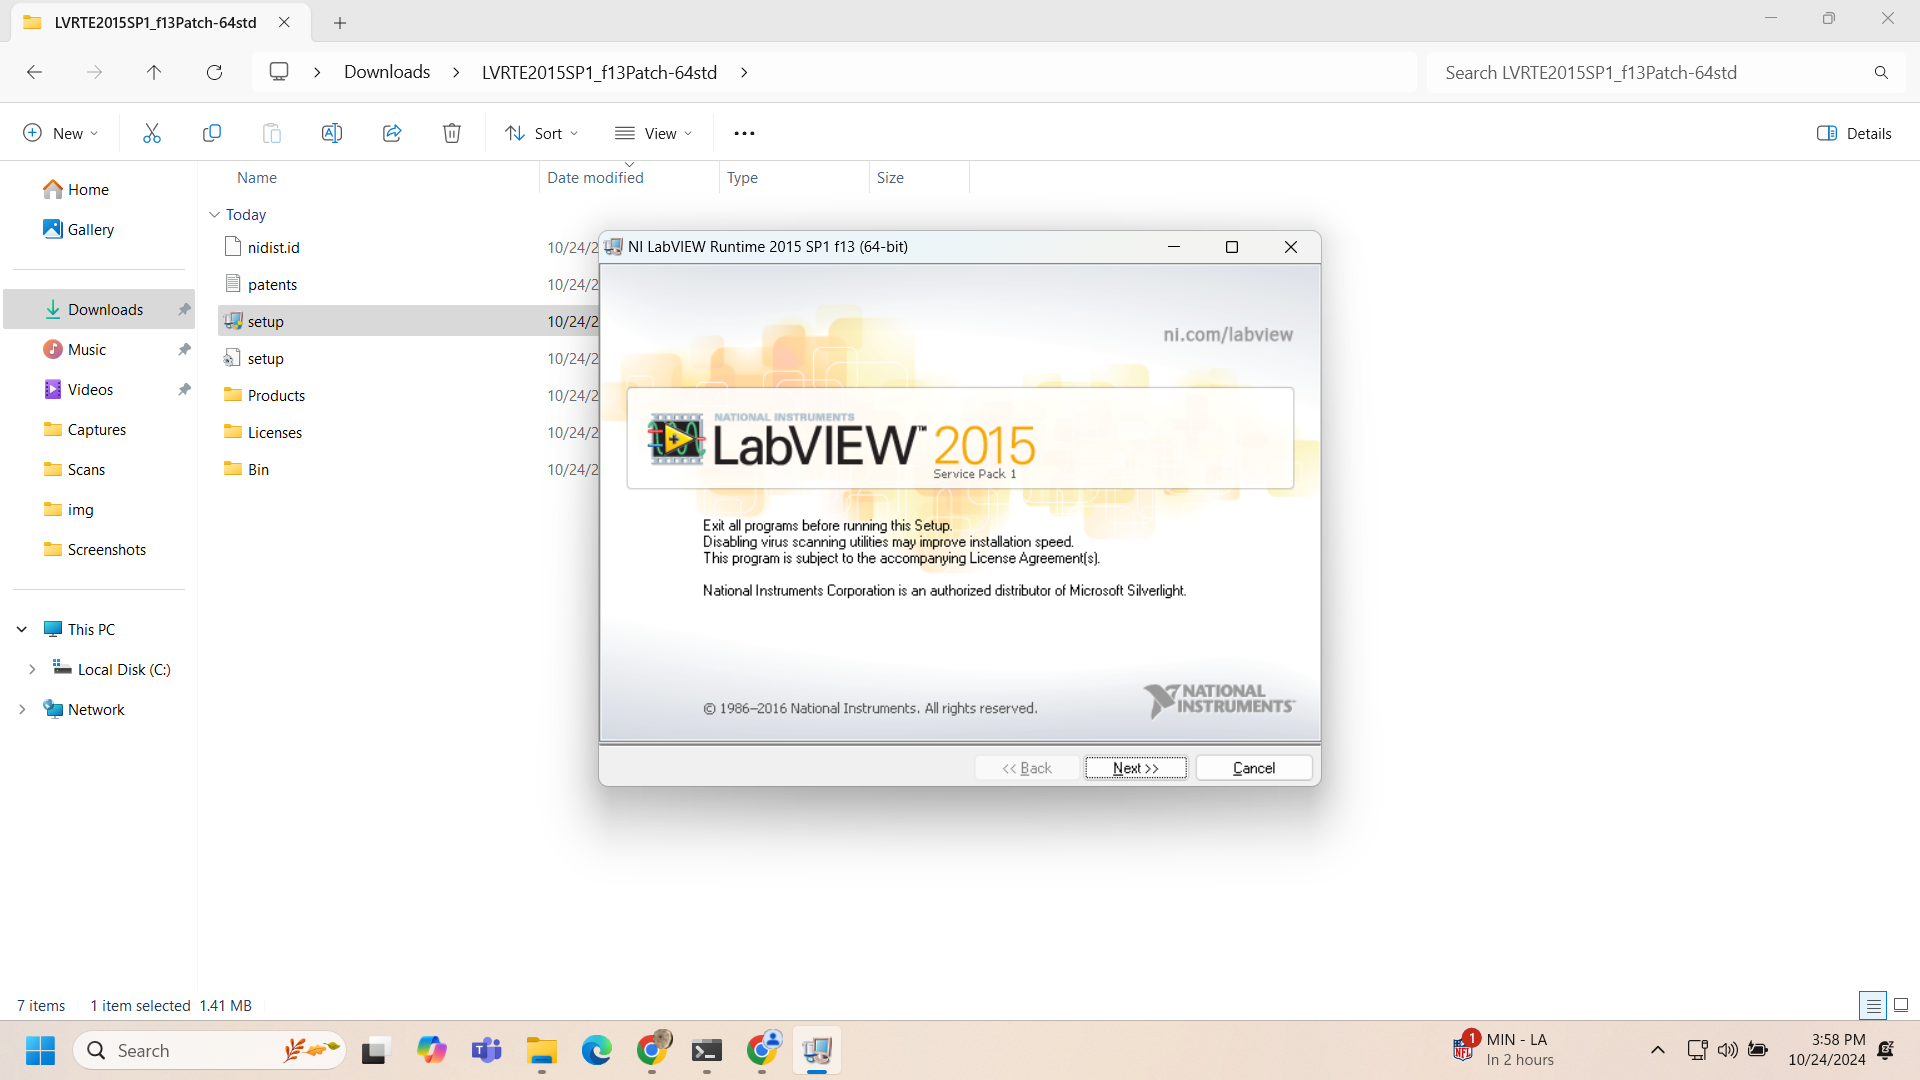 LVRTE2015SP1_f13Patch-64std
Downloads
LVRTE2015SP1_f13Patch-64std
Search LVRTE2015SP1_f13Patch-64std
New
Sort
View
Details
Home
Gallery
Downloads
Music
Videos
Captures
Scans
img
Screenshots
This PC
Local Disk (C:)
Network
Name
Date modified
Type
Size
Today
nidist.id
10/24/2
patents
10/24/2
setup
10/24/2
setup
10/24/2
Products
10/24/2
Licenses
10/24/2
Bin
10/24/2
NI LabVIEW Runtime 2015 SP1 f13 (64-bit)
ni.com/labview
NATIONAL INSTRUMENTS
LabVIEW™ 2015
Service Pack 1
Exit all programs before running this Setup.
Disabling virus scanning utilities may improve installation speed.
This program is subject to the accompanying License Agreement(s).
National Instruments Corporation is an authorized distributor of Microsoft Silverlight.
© 1986–2016 National Instruments. All rights reserved.
NATIONAL
INSTRUMENTS™
<< Back
Next >>
Cancel
7 items
1 item selected 1.41 MB
Search
1
NFL
MIN - LA
In 2 hours
3:58 PM
10/24/2024